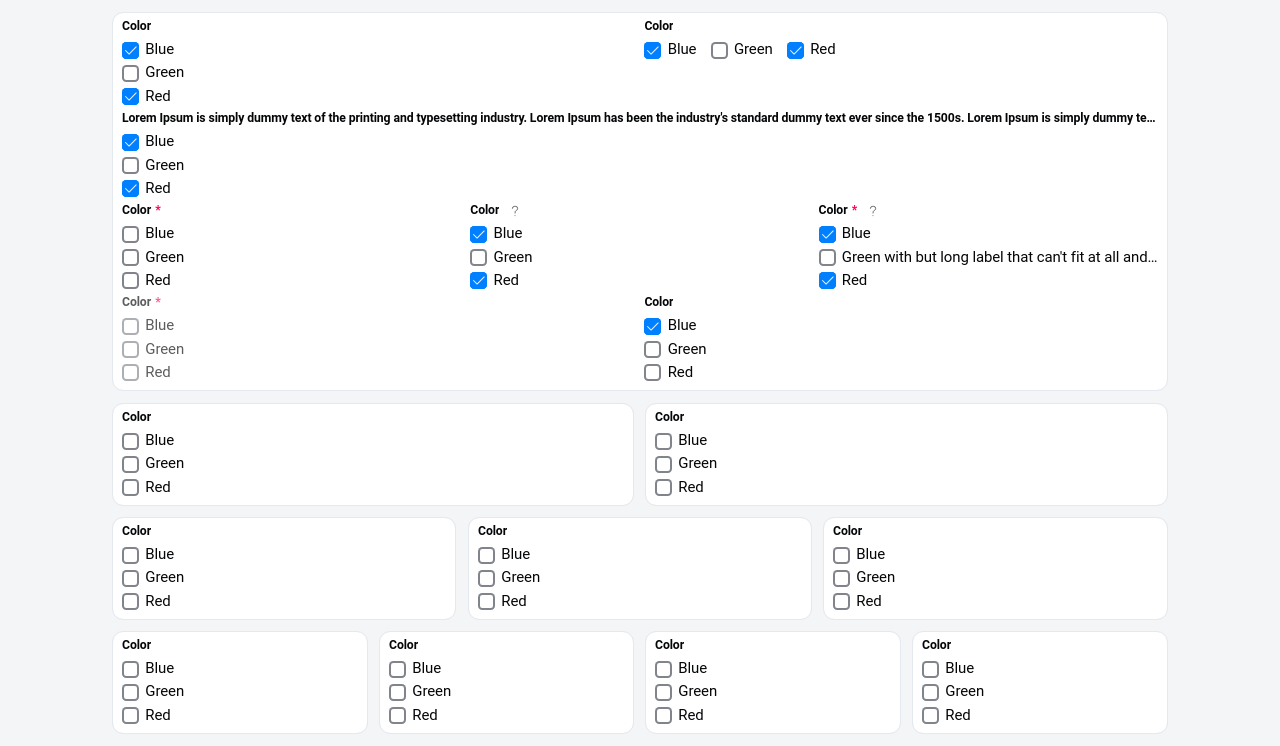 Color
Blue
Green
Red
Color
Blue Green Red
Lorem Ipsum is simply dummy text of the printing and typesetting industry. Lorem Ipsum has been the industry's standard dummy text ever since the 1500s. Lorem Ipsum is simply dummy te...
Blue
Green
Red
Color *
Blue
Green
Red
Color ?
Blue
Green
Red
Color * ?
Blue
Green with but long label that can't fit at all and...
Red
Color *
Blue
Green
Red
Color
Blue
Green
Red
Color
Blue
Green
Red
Color
Blue
Green
Red
Color
Blue
Green
Red
Color
Blue
Green
Red
Color
Blue
Green
Red
Color
Blue
Green
Red
Color
Blue
Green
Red
Color
Blue
Green
Red
Color
Blue
Green
Red